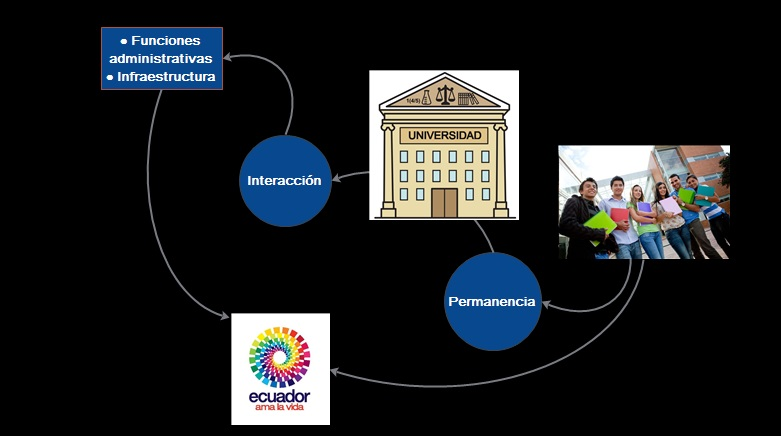 ● Funciones
administrativas
● Infraestructura
UNIVERSIDAD
Interacción
Permanencia
ecuador
ama la vida